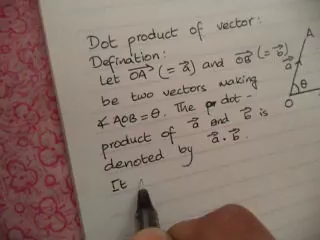 Dot product of vector:
Defination:
Let OA⃗ (= a⃗) and OB⃗ (= b⃗)
be two vectors making
∡ AOB = θ. The dot -
product of a⃗ and b⃗ is
denoted by a⃗ . b⃗.
It
A
a⃗
θ
O